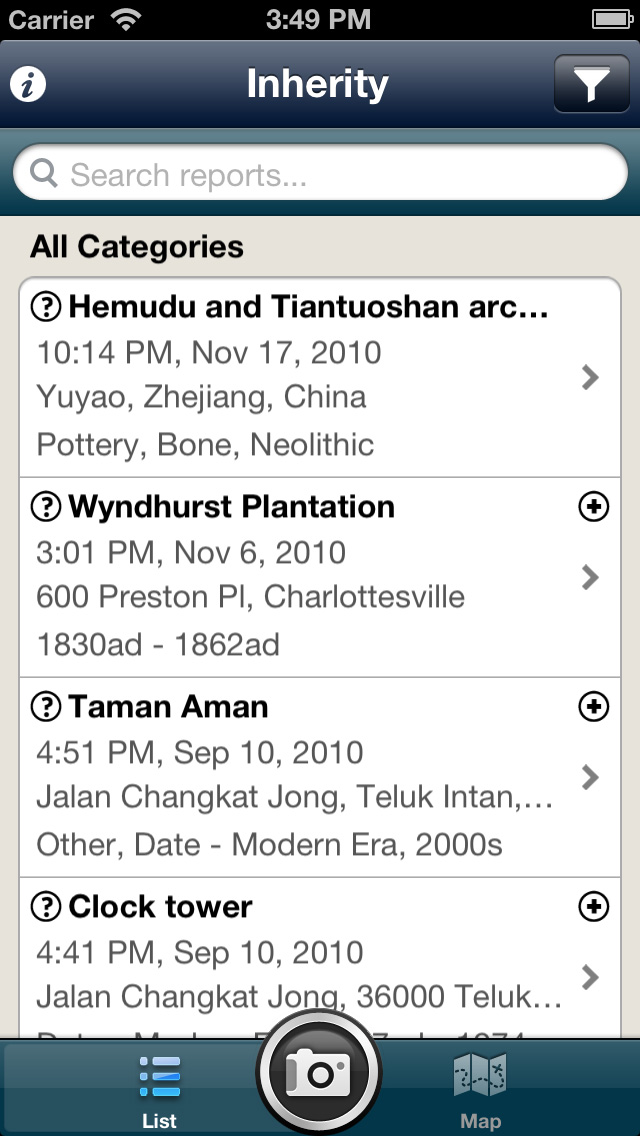 Carrier 3:49 PM
i Inherity
Search reports...
All Categories
? Hemudu and Tiantuoshan arc...
10:14 PM, Nov 17, 2010
Yuyao, Zhejiang, China
Pottery, Bone, Neolithic
? Wyndhurst Plantation
3:01 PM, Nov 6, 2010
600 Preston Pl, Charlottesville
1830ad - 1862ad
? Taman Aman
4:51 PM, Sep 10, 2010
Jalan Changkat Jong, Teluk Intan,...
Other, Date - Modern Era, 2000s
? Clock tower
4:41 PM, Sep 10, 2010
Jalan Changkat Jong, 36000 Teluk...
List Map